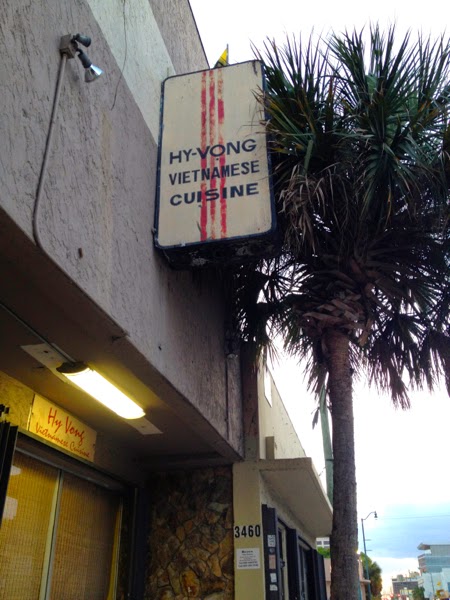 HY-VONG
VIETNAMESE
CUISINE
Hy Vong
Vietnamese Cuisine
3460